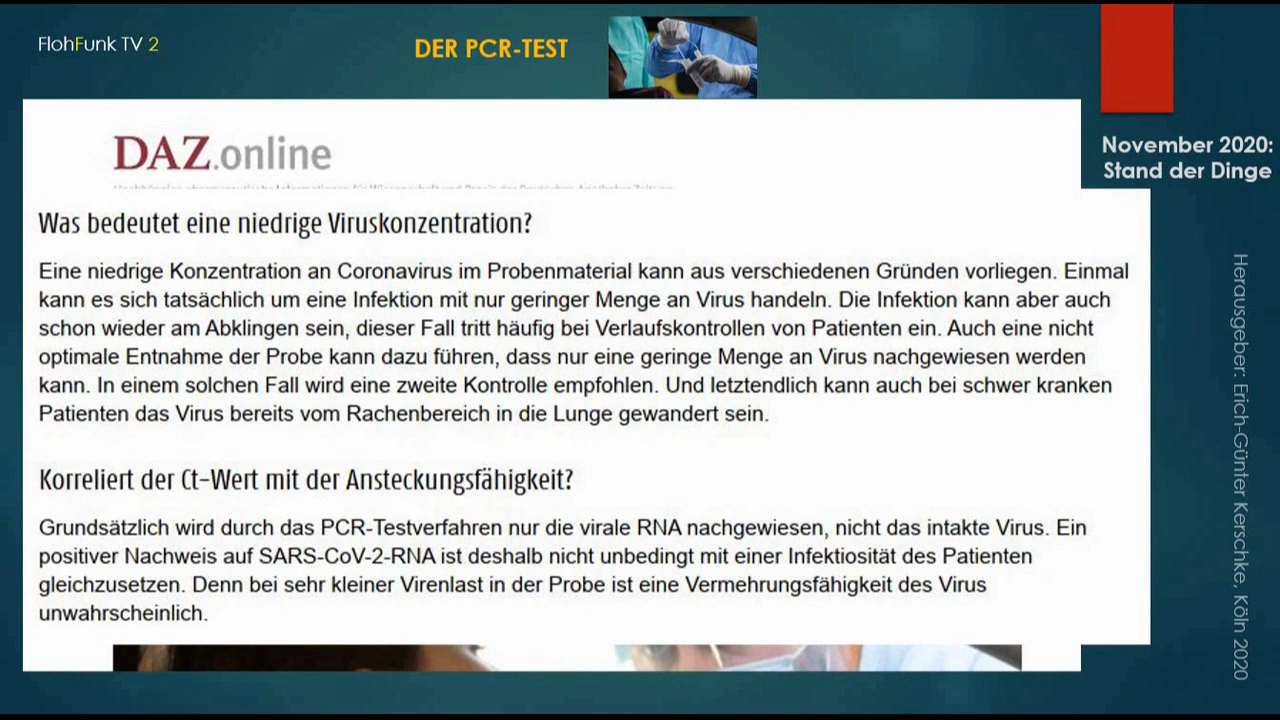 FlohFunk TV 2
DER PCR-TEST
November 2020:
Stand der Dinge
DAZ.online
Was bedeutet eine niedrige Viruskonzentration?
Eine niedrige Konzentration an Coronavirus im Probenmaterial kann aus verschiedenen Gründen vorliegen. Einmal
kann es sich tatsächlich um eine Infektion mit nur geringer Menge an Virus handeln. Die Infektion kann aber auch
schon wieder am Abklingen sein, dieser Fall tritt häufig bei Verlaufskontrollen von Patienten ein. Auch eine nicht
optimale Entnahme der Probe kann dazu führen, dass nur eine geringe Menge an Virus nachgewiesen werden
kann. In einem solchen Fall wird eine zweite Kontrolle empfohlen. Und letztendlich kann auch bei schwer kranken
Patienten das Virus bereits vom Rachenbereich in die Lunge gewandert sein.
Korreliert der Ct-Wert mit der Ansteckungsfähigkeit?
Grundsätzlich wird durch das PCR-Testverfahren nur die virale RNA nachgewiesen, nicht das intakte Virus. Ein
positiver Nachweis auf SARS-CoV-2-RNA ist deshalb nicht unbedingt mit einer Infektiosität des Patienten
gleichzusetzen. Denn bei sehr kleiner Virenlast in der Probe ist eine Vermehrungsfähigkeit des Virus
unwahrscheinlich.
Herausgeber: Erich-Günter Kerschke, Köln 2020